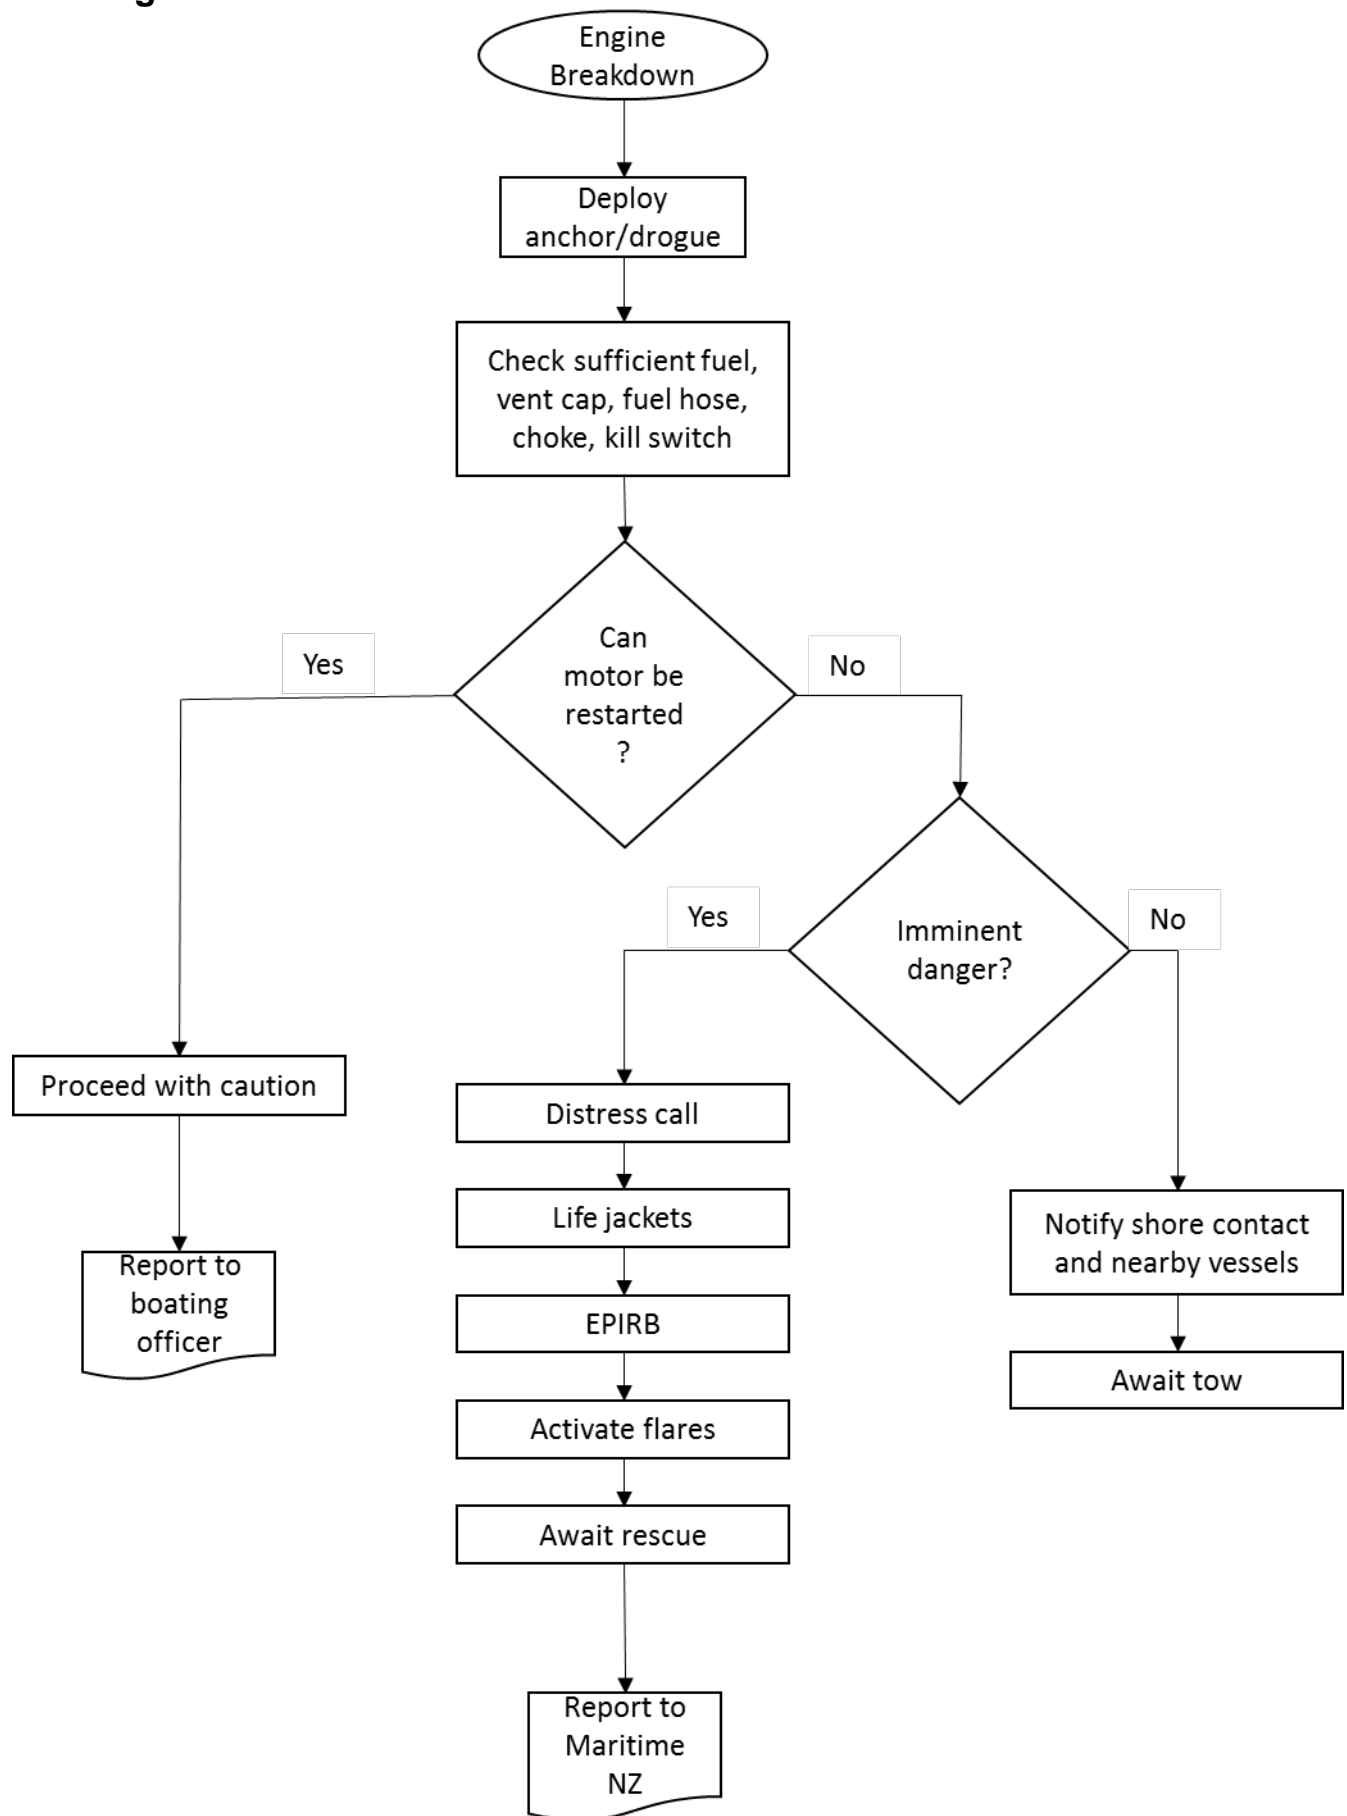 Engine
Breakdown
Deploy
anchor/drogue
Check sufficient fuel,
vent cap, fuel hose,
choke, kill switch
Can
motor be
restarted
?
Yes
No
Imminent
danger?
Yes
No
Proceed with caution
Report to
boating
officer
Distress call
Life jackets
EPIRB
Activate flares
Await rescue
Report to
Maritime
NZ
Notify shore contact
and nearby vessels
Await tow